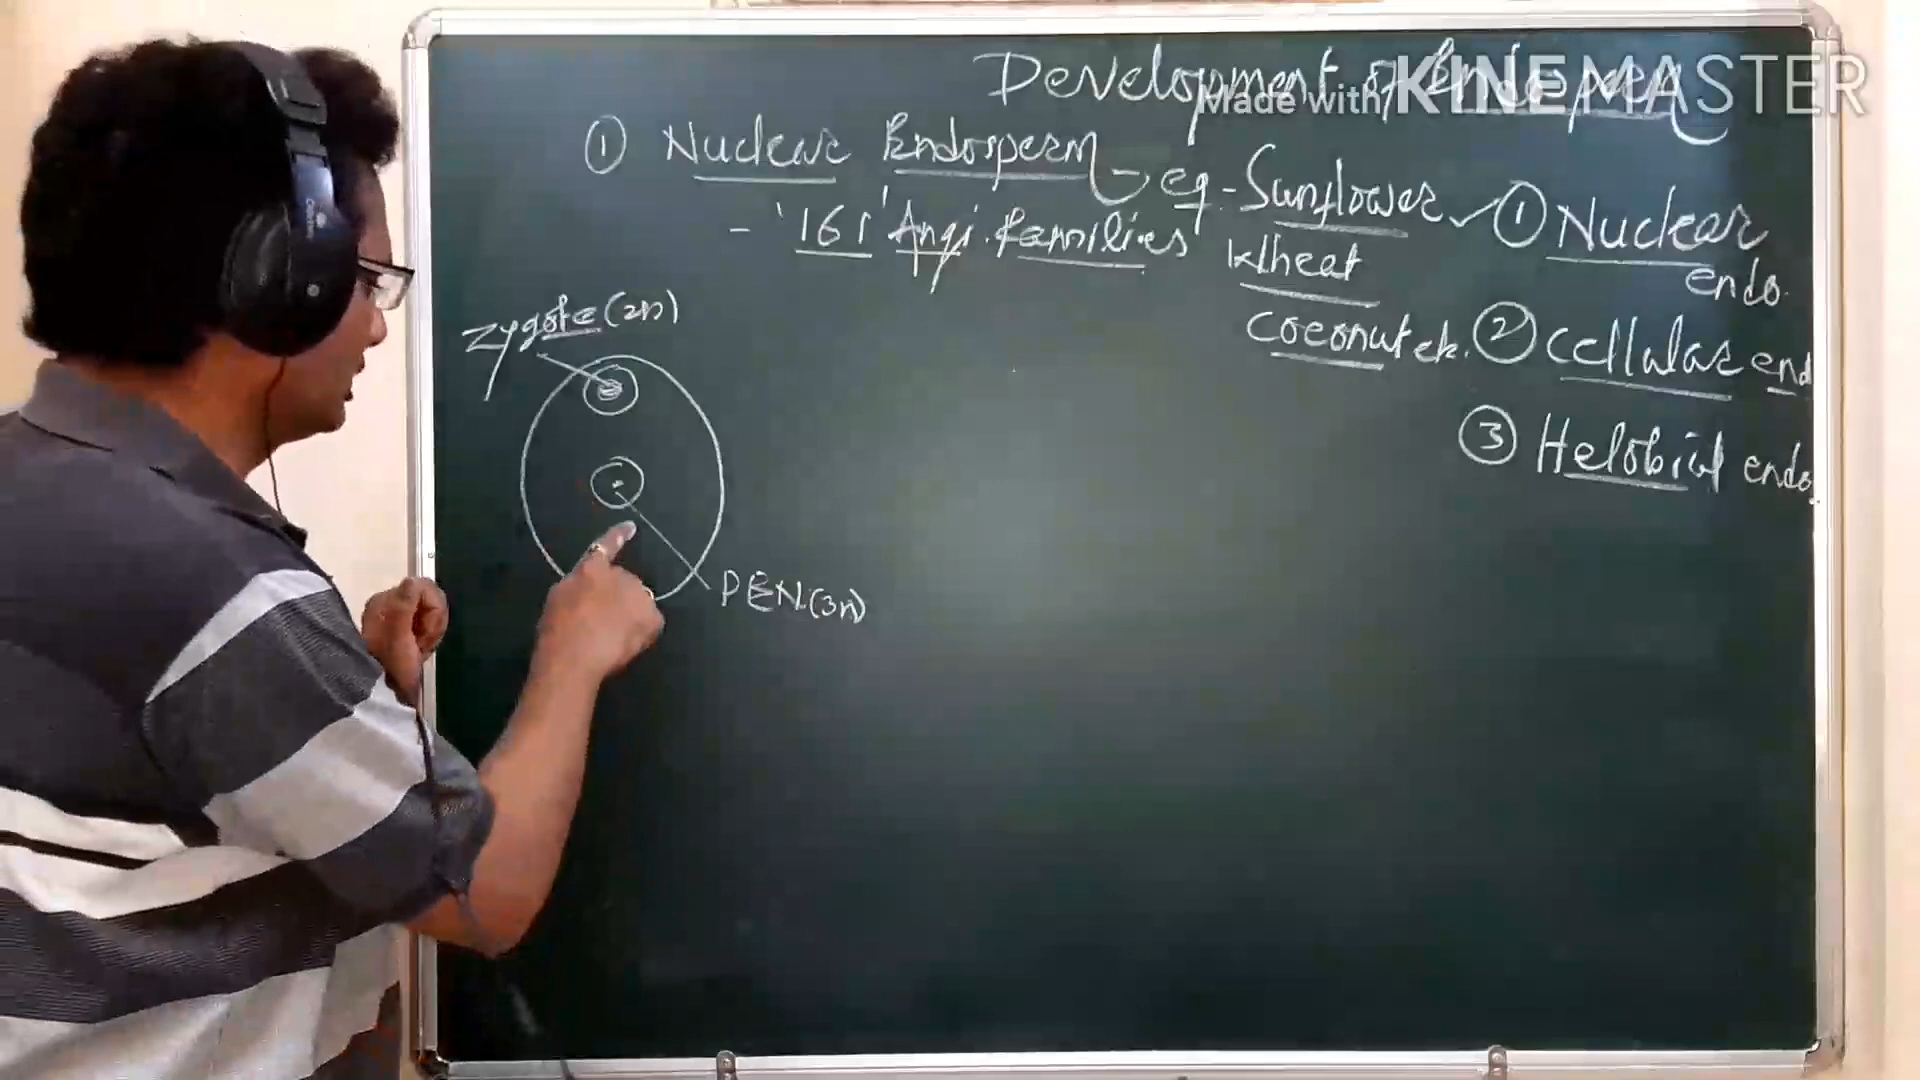 Development of Endosperm
Made with KINEMASTER
① Nuclear Endosperm - eg - Sunflower
- '161' Angi. families
Wheat
Coconut etc.
① Nuclear
endo.
② Cellular end
③ Helobial endo.
Zygote (2n)
PEN (3n)